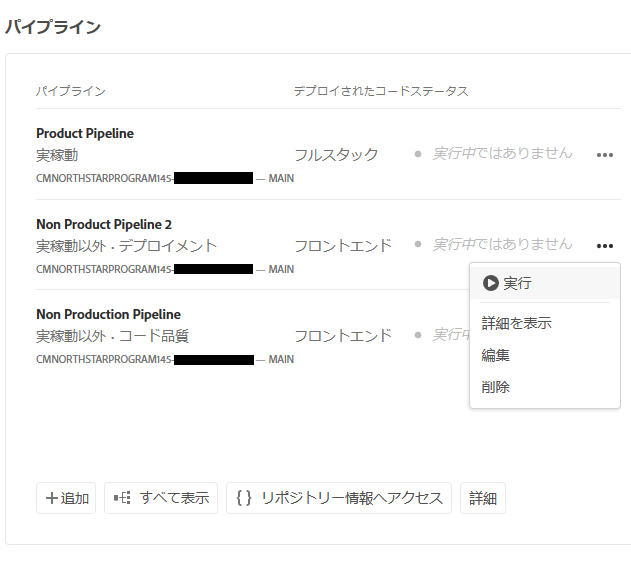 パイプライン
パイプライン デプロイされたコード ステータス
Product Pipeline
実稼動 フルスタック 実行中ではありません
CMNORTHSTARPROGRAM145- — MAIN
Non Product Pipeline 2
実稼動以外・デプロイメント フロントエンド 実行中ではありません
CMNORTHSTARPROGRAM145- — MAIN
実行
Non Production Pipeline
実稼動以外・コード品質 フロントエンド 実行中
CMNORTHSTARPROGRAM145- — MAIN
詳細を表示
編集
削除
追加 すべて表示 リポジトリー情報へアクセス 詳細